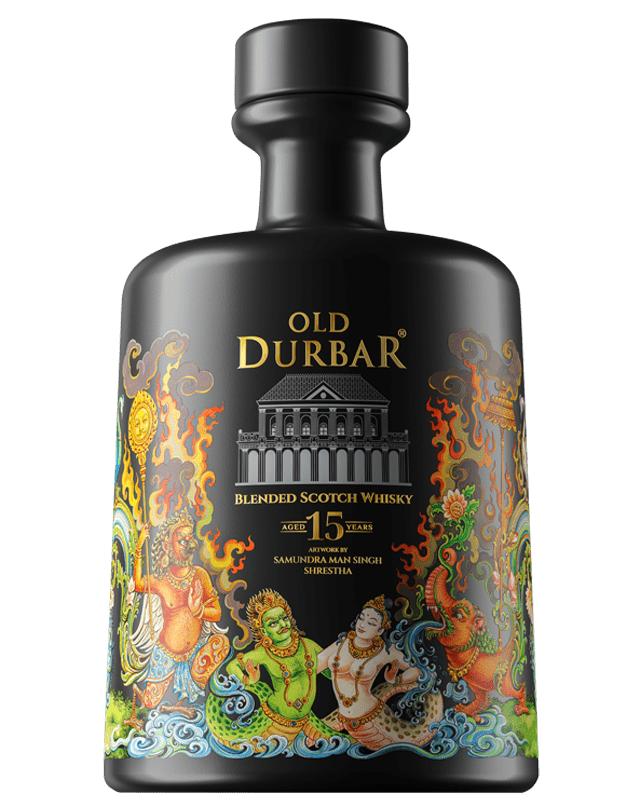 OLD
DURBAR®
BLENDED SCOTCH WHISKY
AGED 15 YEARS
ARTWORK BY
SAMUNDRA MAN SINGH
SHRESTHA